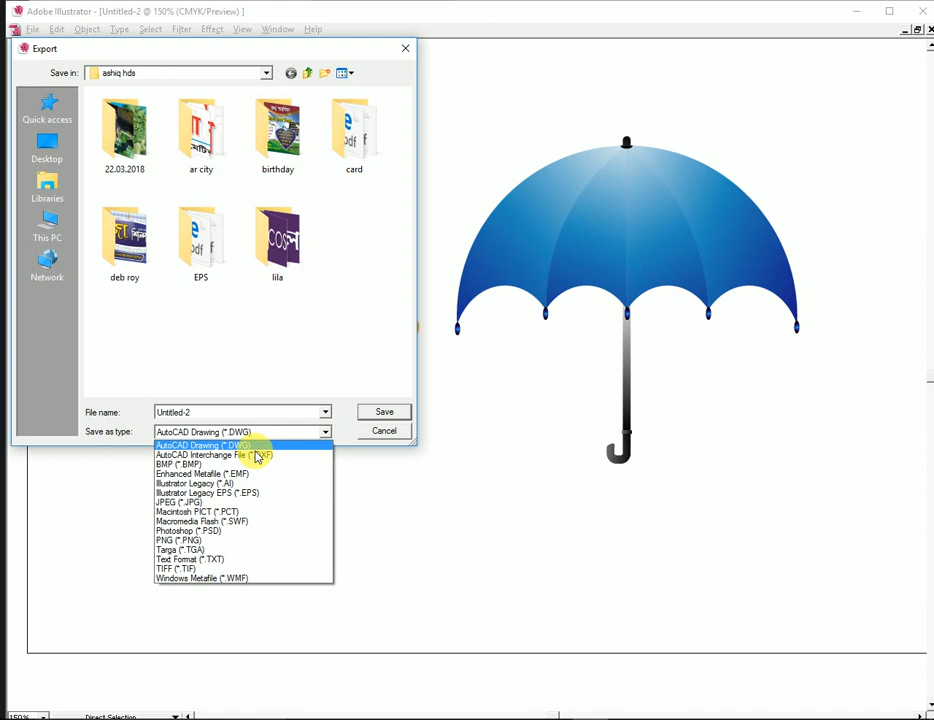 Adobe Illustrator - [Untitled-2 @ 150% (CMYK/Preview) ]
File Edit Object Type Select Filter Effect View Window Help
Export
Save in: ashiq hds
Quick access
Desktop
Libraries
This PC
Network
22.03.2018 ar city birthday card
deb roy EPS lila
File name: Untitled-2 Save
Save as type: AutoCAD Drawing (*.DWG) Cancel
AutoCAD Drawing (*.DWG)
AutoCAD Interchange File (*.DXF)
BMP (*.BMP)
Enhanced Metafile (*.EMF)
Illustrator Legacy (*.AI)
Illustrator Legacy EPS (*.EPS)
JPEG (*.JPG)
Macintosh PICT (*.PCT)
Macromedia Flash (*.SWF)
Photoshop (*.PSD)
PNG (*.PNG)
Targa (*.TGA)
Text Format (*.TXT)
TIFF (*.TIF)
Windows Metafile (*.WMF)
150% Direct Selection